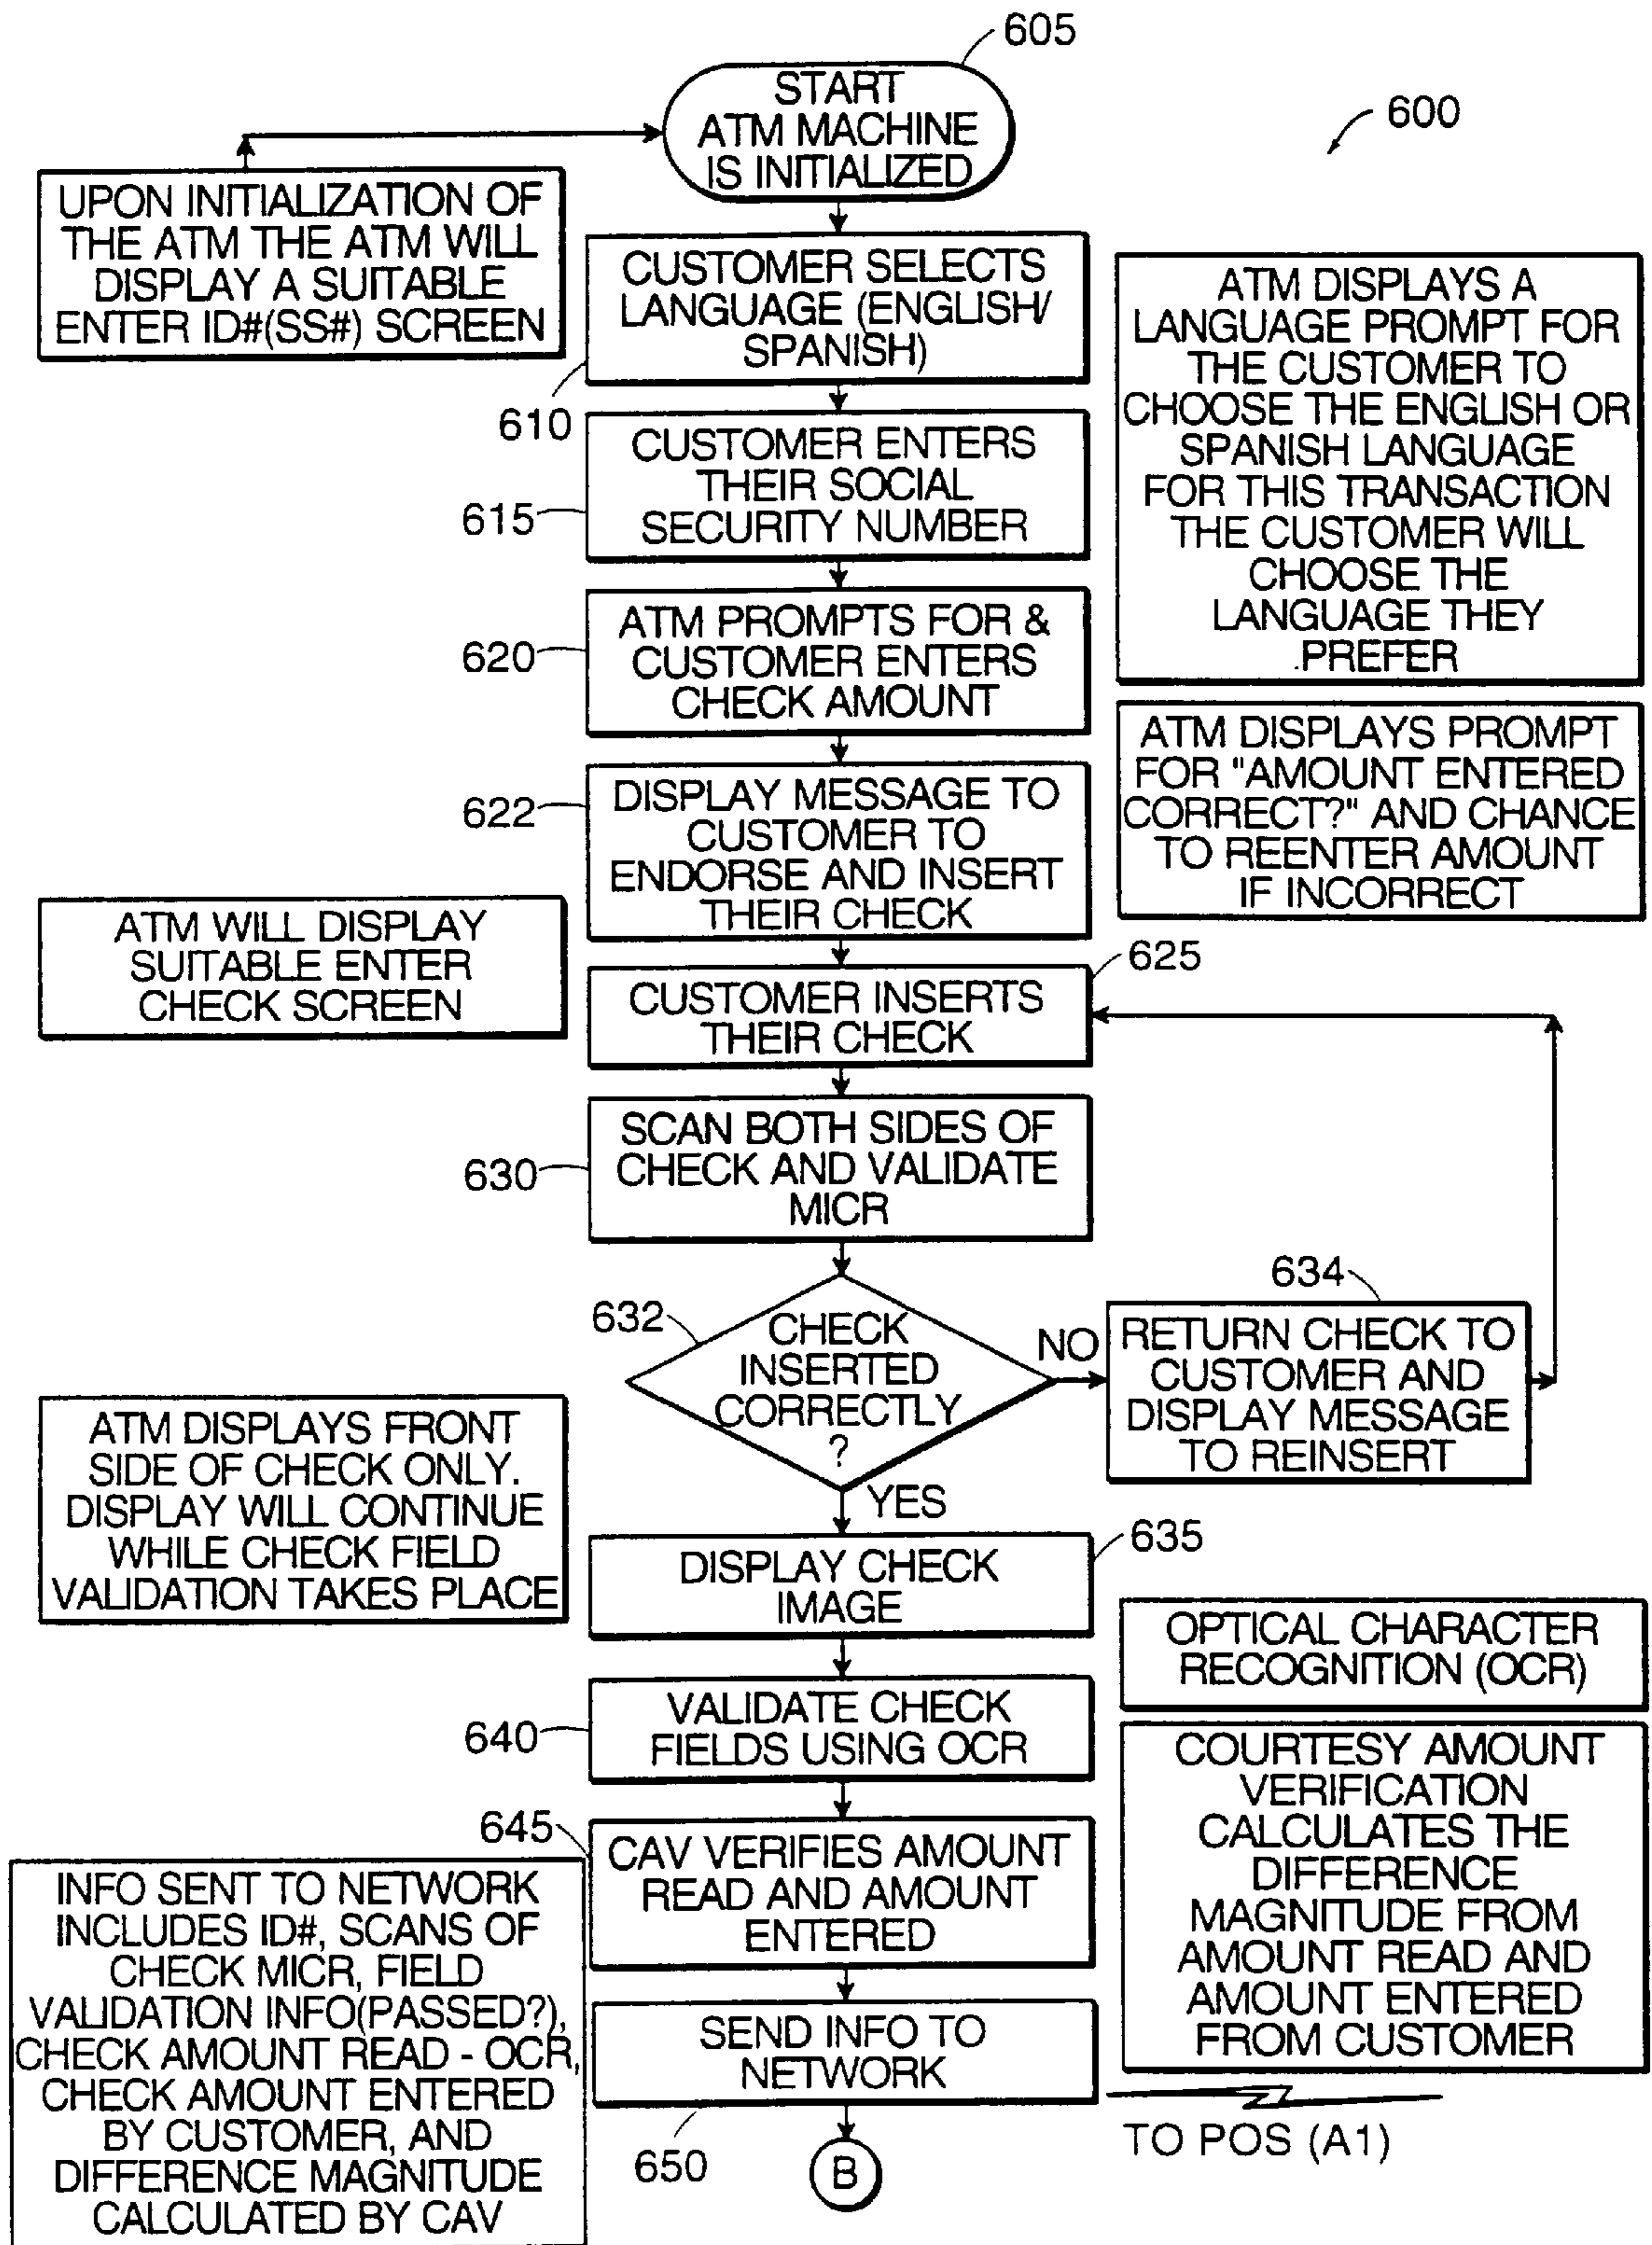 605
START
ATM MACHINE
IS INITIALIZED
600
UPON INITIALIZATION OF
THE ATM THE ATM WILL
DISPLAY A SUITABLE
ENTER ID#(SS#) SCREEN
CUSTOMER SELECTS
LANGUAGE (ENGLISH/
SPANISH)
610
ATM DISPLAYS A
LANGUAGE PROMPT FOR
THE CUSTOMER TO
CHOOSE THE ENGLISH OR
SPANISH LANGUAGE
FOR THIS TRANSACTION
THE CUSTOMER WILL
CHOOSE THE
LANGUAGE THEY
PREFER
CUSTOMER ENTERS
THEIR SOCIAL
SECURITY NUMBER
615
ATM PROMPTS FOR &
CUSTOMER ENTERS
CHECK AMOUNT
620
ATM DISPLAYS PROMPT
FOR "AMOUNT ENTERED
CORRECT?" AND CHANCE
TO REENTER AMOUNT
IF INCORRECT
622
DISPLAY MESSAGE TO
CUSTOMER TO
ENDORSE AND INSERT
THEIR CHECK
ATM WILL DISPLAY
SUITABLE ENTER
CHECK SCREEN
625
CUSTOMER INSERTS
THEIR CHECK
630
SCAN BOTH SIDES OF
CHECK AND VALIDATE
MICR
632
CHECK
INSERTED
CORRECTLY
?
NO
634
RETURN CHECK TO
CUSTOMER AND
DISPLAY MESSAGE
TO REINSERT
YES
ATM DISPLAYS FRONT
SIDE OF CHECK ONLY.
DISPLAY WILL CONTINUE
WHILE CHECK FIELD
VALIDATION TAKES PLACE
635
DISPLAY CHECK
IMAGE
OPTICAL CHARACTER
RECOGNITION (OCR)
640
VALIDATE CHECK
FIELDS USING OCR
COURTESY AMOUNT
VERIFICATION
CALCULATES THE
DIFFERENCE
MAGNITUDE FROM
AMOUNT READ AND
AMOUNT ENTERED
FROM CUSTOMER
645
CAV VERIFIES AMOUNT
READ AND AMOUNT
ENTERED
INFO SENT TO NETWORK
INCLUDES ID#, SCANS OF
CHECK MICR, FIELD
VALIDATION INFO(PASSED?),
CHECK AMOUNT READ - OCR,
CHECK AMOUNT ENTERED
BY CUSTOMER, AND
DIFFERENCE MAGNITUDE
CALCULATED BY CAV
SEND INFO TO
NETWORK
650
TO POS (A1)
B